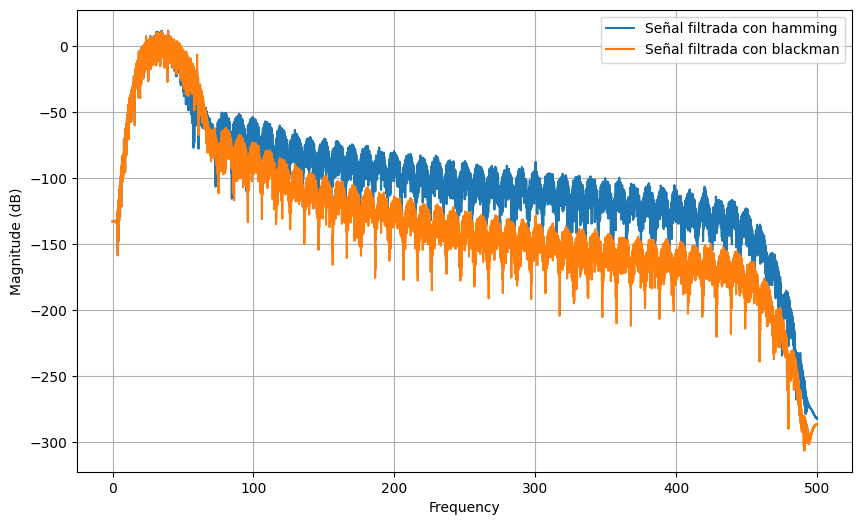 Señal filtrada con hamming
Señal filtrada con blackman
Magnitude (dB)
0
−50
−100
−150
−200
−250
−300
0 100 200 300 400 500
Frequency